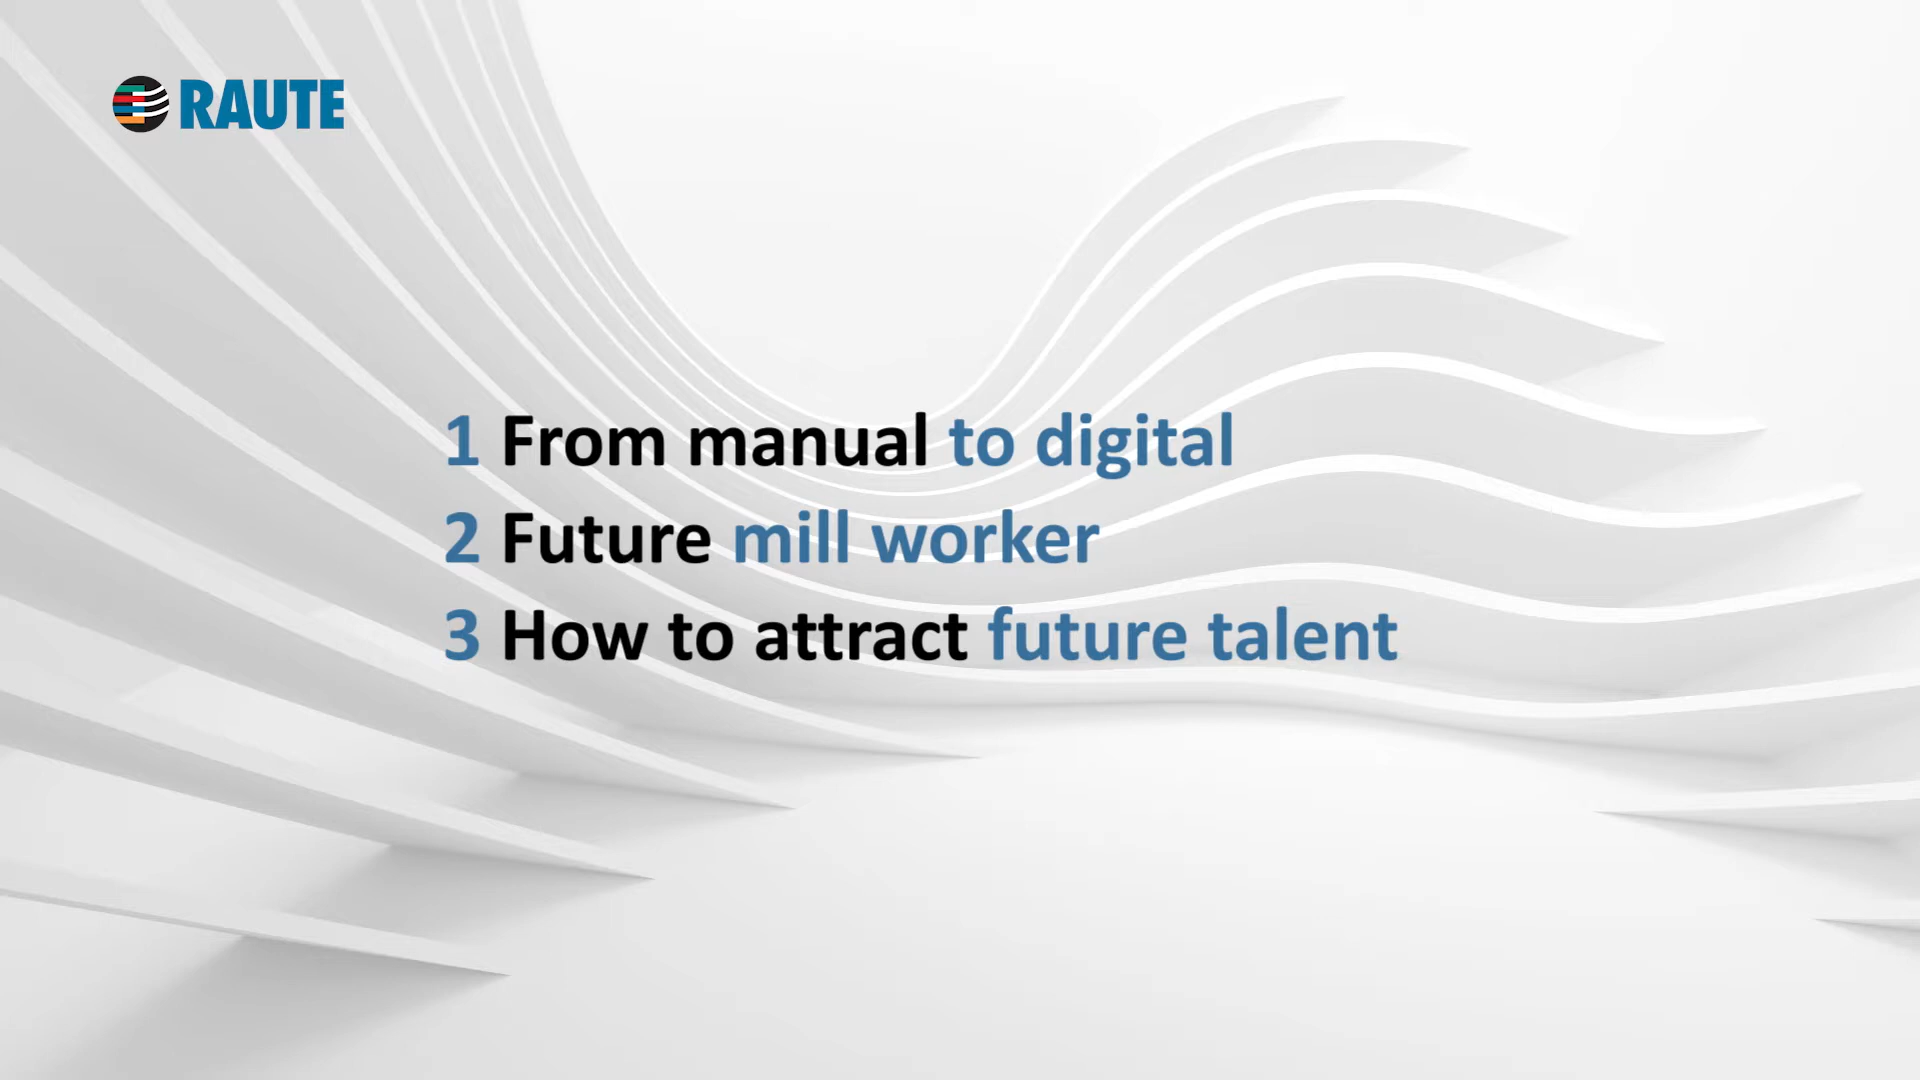 RAUTE
1 From manual to digital
2 Future mill worker
3 How to attract future talent